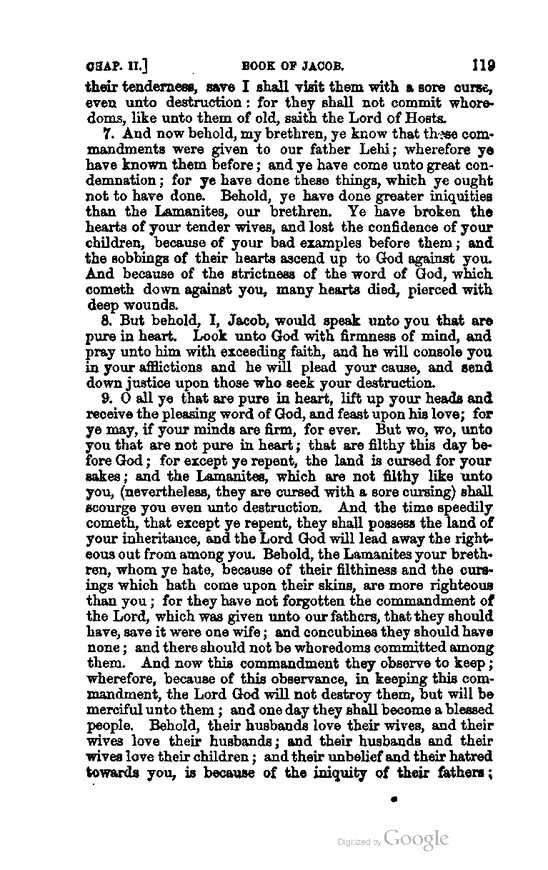 CHAP. II.] BOOK OF JACOB. 119
their tenderness, save I shall visit them with a sore curse,
even unto destruction: for they shall not commit whore-
doms, like unto them of old, saith the Lord of Hosts.
7. And now behold, my brethren, ye know that these com-
mandments were given to our father Lehi; wherefore ye
have known them before; and ye have come unto great con-
demnation; for ye have done these things, which ye ought
not to have done. Behold, ye have done greater iniquities
than the Lamanites, our brethren. Ye have broken the
hearts of your tender wives, and lost the confidence of your
children, because of your bad examples before them; and
the sobbings of their hearts ascend up to God against you.
And because of the strictness of the word of God, which
cometh down against you, many hearts died, pierced with
deep wounds.
8. But behold, I, Jacob, would speak unto you that are
pure in heart. Look unto God with firmness of mind, and
pray unto him with exceeding faith, and he will console you
in your afflictions and he will plead your cause, and send
down justice upon those who seek your destruction.
9. O all ye that are pure in heart, lift up your heads and
receive the pleasing word of God, and feast upon his love; for
ye may, if your minds are firm, for ever. But wo, wo, unto
you that are not pure in heart; that are filthy this day be-
fore God; for except ye repent, the land is cursed for your
sakes; and the Lamanites, which are not filthy like unto
you, (nevertheless, they are cursed with a sore cursing) shall
scourge you even unto destruction. And the time speedily
cometh, that except ye repent, they shall possess the land of
your inheritance, and the Lord God will lead away the right-
eous out from among you. Behold, the Lamanites your breth-
ren, whom ye hate, because of their filthiness and the curs-
ings which hath come upon their skins, are more righteous
than you; for they have not forgotten the commandment of
the Lord, which was given unto our fathers, that they should
have, save it were one wife; and concubines they should have
none; and there should not be whoredoms committed among
them. And now this commandment they observe to keep;
wherefore, because of this observance, in keeping this com-
mandment, the Lord God will not destroy them, but will be
merciful unto them; and one day they shall become a blessed
people. Behold, their husbands love their wives, and their
wives love their husbands; and their husbands and their
wives love their children; and their unbelief and their hatred
towards you, is because of the iniquity of their fathers;
Digitized by Google